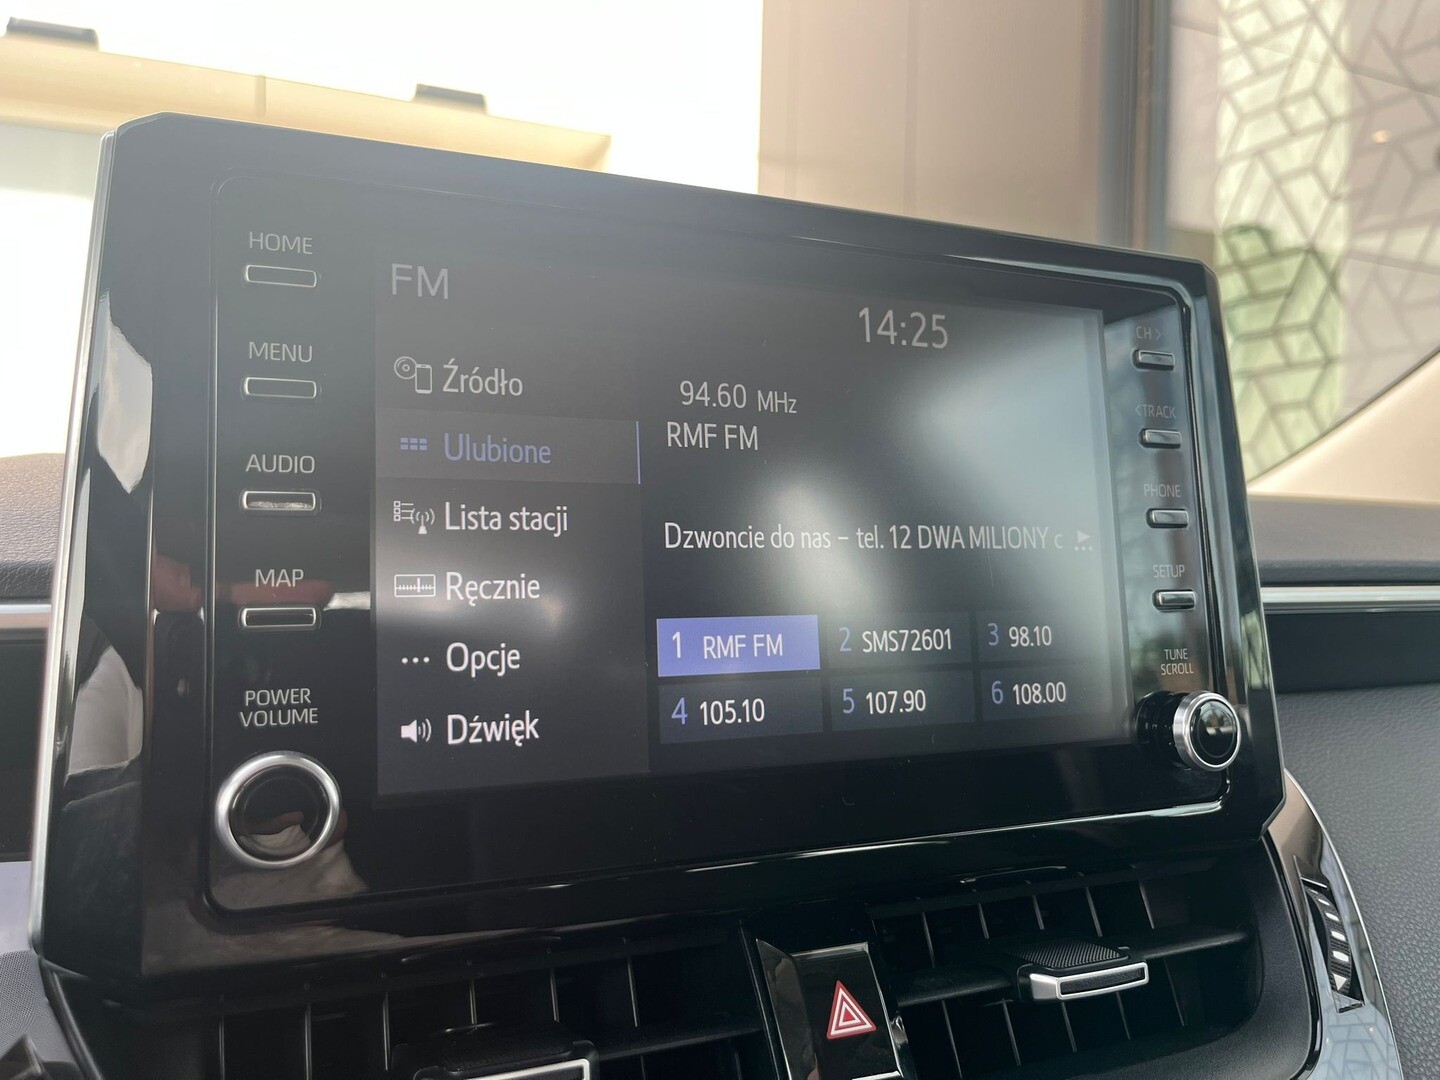 HOME
MENU
AUDIO
MAP
POWER
VOLUME
FM
14:25
Źródło
Ulubione
Lista stacji
Ręcznie
Opcje
Dźwięk
94.60 MHz
RMF FM
Dzwoncie do nas – tel. 12 DWA MILIONY c
1 RMF FM
2 SMS72601
3 98.10
4 105.10
5 107.90
6 108.00
CH >
< TRACK
PHONE
SETUP
TUNE
SCROLL